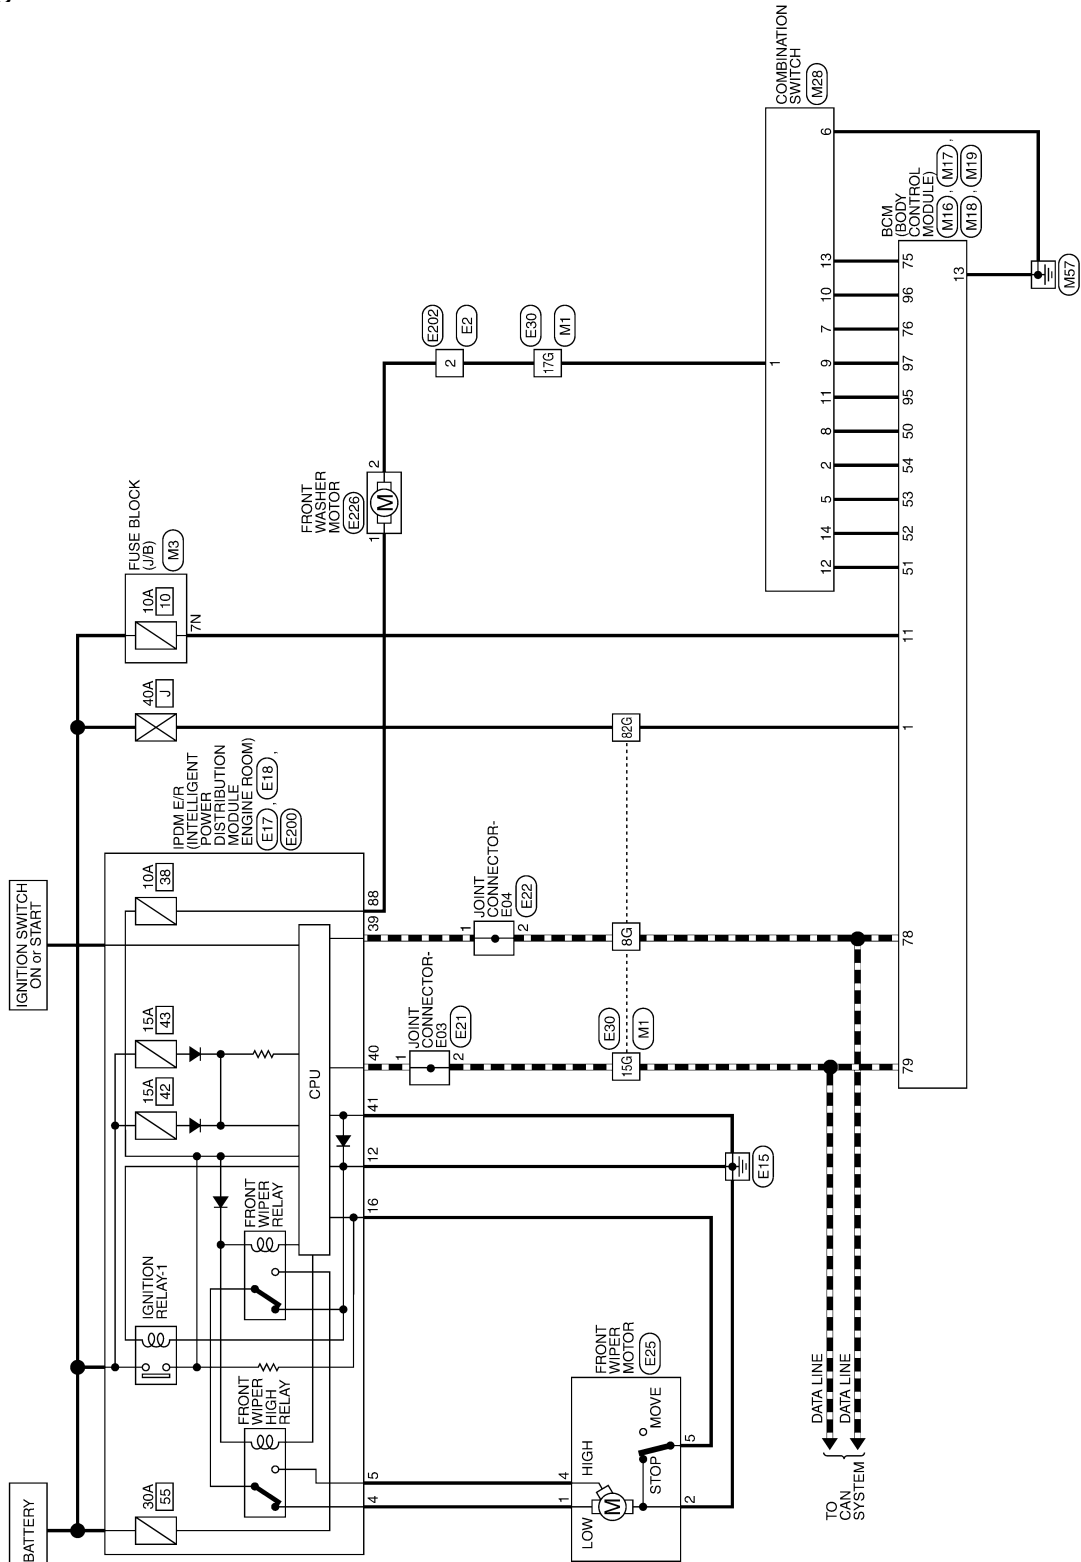 BATTERY
IGNITION SWITCH
ON or START
30A
55
FRONT
WIPER
HIGH
RELAY
IGNITION
RELAY-1
FRONT
WIPER
RELAY
15A
42
15A
43
10A
38
CPU
IPDM E/R
(INTELLIGENT
POWER
DISTRIBUTION
MODULE
ENGINE ROOM)
E17 , E18 ,
E200
40A
J
10A
10
7N
FUSE BLOCK
(J/B)
M3
4
5
16
12
41
40
39
88
FRONT
WASHER
MOTOR
E226
1
M
2
JOINT
CONNECTOR-
E03
E21
1
2
JOINT
CONNECTOR-
E04
E22
1
2
2
E202
E2
17G
E30
M1
15G
8G
82G
E30
M1
FRONT
WIPER
MOTOR
E25
1
4
LOW
HIGH
M
STOP
MOVE
2
5
E15
COMBINATION
SWITCH
M28
1
12
14
5
2
8
11
9
7
10
13
6
BCM
(BODY
CONTROL
MODULE)
M16 , M17 ,
M18 , M19
79
78
1
11
51
52
53
54
50
95
97
76
96
75
13
M57
DATA LINE
DATA LINE
TO
CAN
SYSTEM